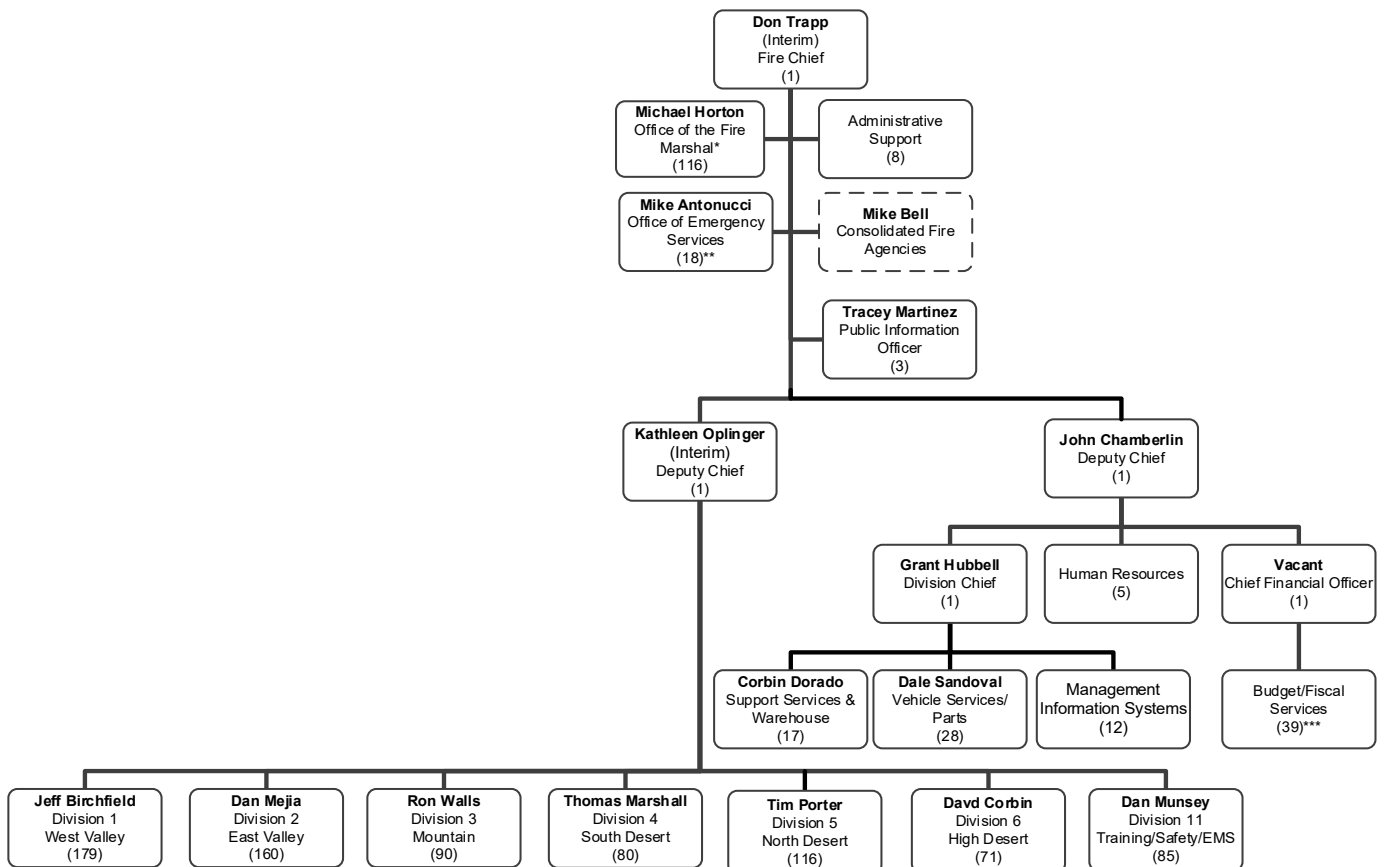 Don Trapp
(Interim)
Fire Chief
(1)
Michael Horton
Office of the Fire
Marshal*
(116)
Administrative
Support
(8)
Mike Antonucci
Office of Emergency
Services
(18)**
Mike Bell
Consolidated Fire
Agencies
Tracey Martinez
Public Information
Officer
(3)
Kathleen Oplinger
(Interim)
Deputy Chief
(1)
John Chamberlin
Deputy Chief
(1)
Grant Hubbell
Division Chief
(1)
Human Resources
(5)
Vacant
Chief Financial Officer
(1)
Corbin Dorado
Support Services &
Warehouse
(17)
Dale Sandoval
Vehicle Services/
Parts
(28)
Management
Information Systems
(12)
Budget/Fiscal
Services
(39)***
Jeff Birchfield
Division 1
West Valley
(179)
Dan Mejia
Division 2
East Valley
(160)
Ron Walls
Division 3
Mountain
(90)
Thomas Marshall
Division 4
South Desert
(80)
Tim Porter
Division 5
North Desert
(116)
Davd Corbin
Division 6
High Desert
(71)
Dan Munsey
Division 11
Training/Safety/EMS
(85)